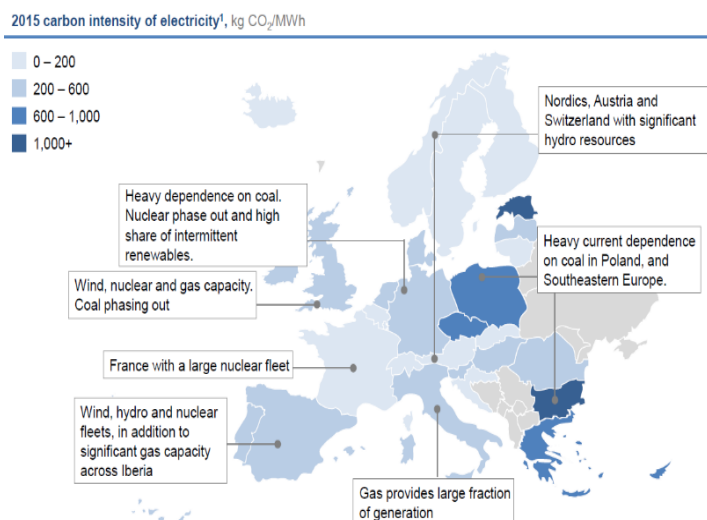 2015 carbon intensity of electricity¹, kg CO₂/MWh
0 – 200
200 – 600
600 – 1,000
1,000+
Nordics, Austria and
Switzerland with significant
hydro resources
Heavy dependence on coal.
Nuclear phase out and high
share of intermittent
renewables.
Heavy current dependence
on coal in Poland, and
Southeastern Europe.
Wind, nuclear and gas capacity.
Coal phasing out
France with a large nuclear fleet
Wind, hydro and nuclear
fleets, in addition to
significant gas capacity
across Iberia
Gas provides large fraction
of generation